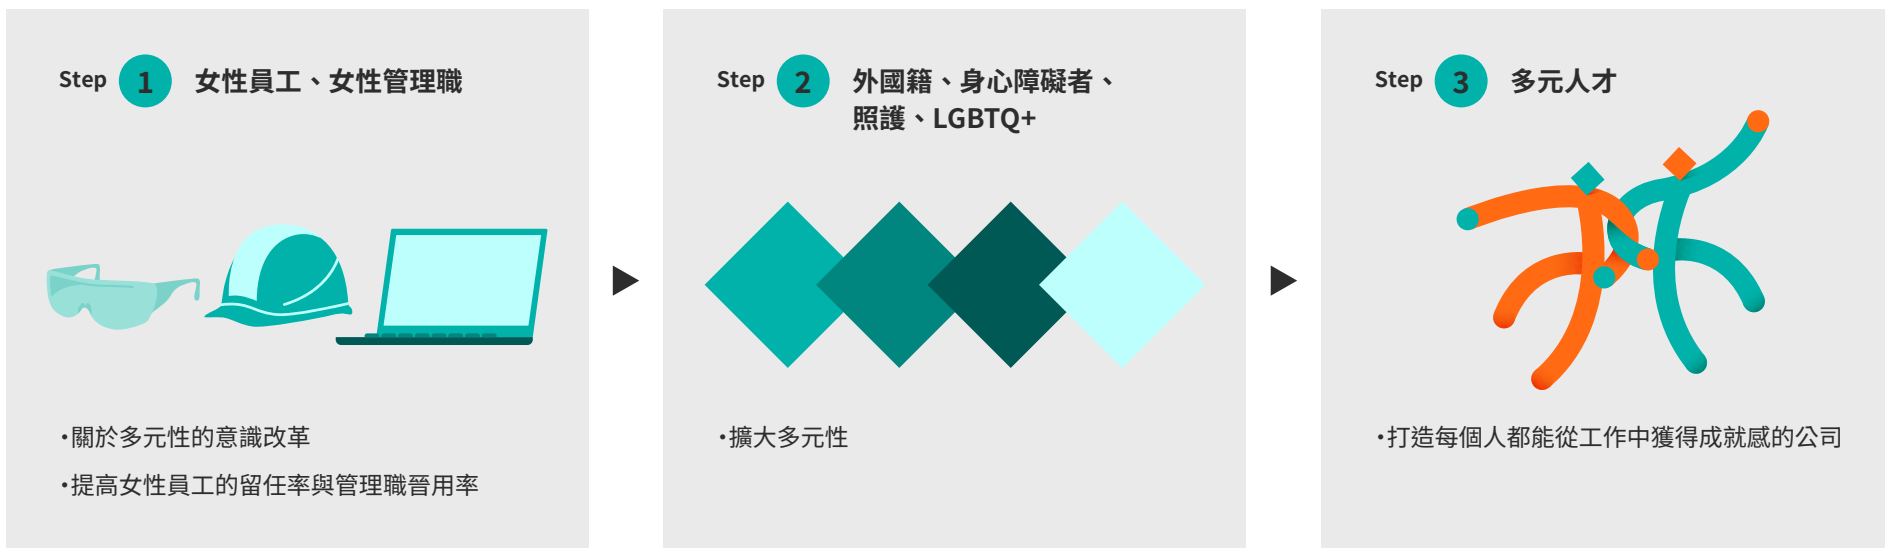 Step 1 女性員工、女性管理職
・關於多元性的意識改革
・提高女性員工的留任率與管理職晉用率
Step 2 外國籍、身心障礙者、
照護、LGBTQ+
・擴大多元性
Step 3 多元人才
・打造每個人都能從工作中獲得成就感的公司